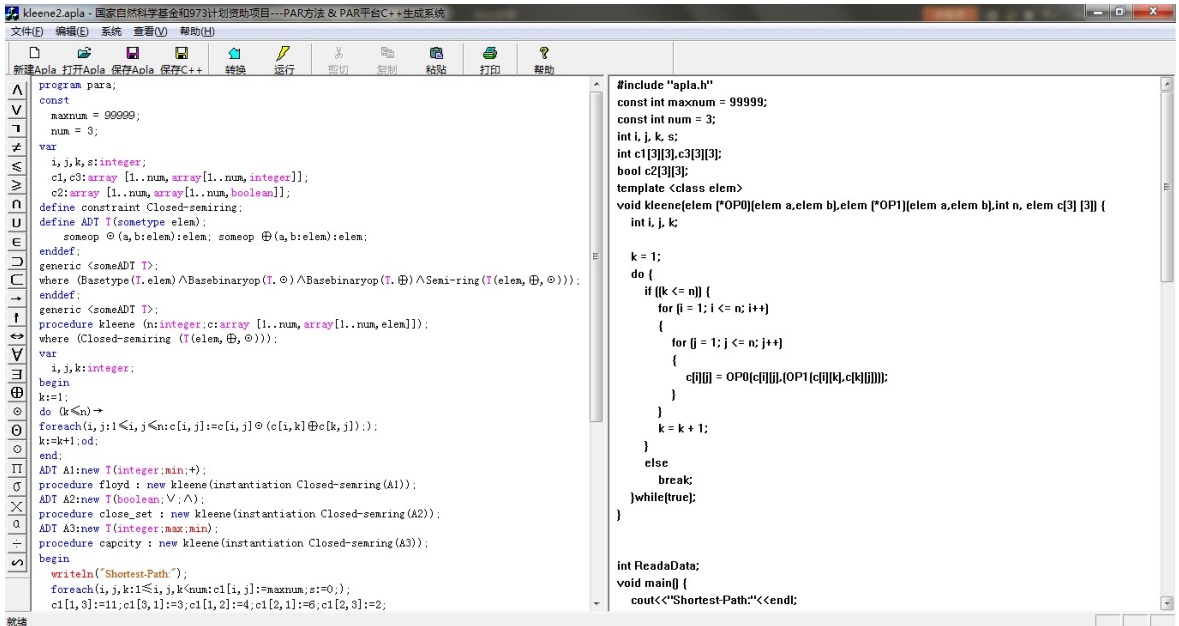 kleene2.apla - 国家自然科学基金和973计划资助项目---PAR方法 & PAR平台C++生成系统
文件(F) 编辑(E) 系统 查看(V) 帮助(H)
新建Apla 打开Apla 保存Apla 保存C++ 转换 运行 剪切 复制 粘贴 打印 帮助
program para;
const
maxnum = 99999;
num = 3;
var
i,j,k,s:integer;
c1,c3:array [1..num,array[1..num,integer]];
c2:array [1..num,array[1..num,boolean]];
define constraint Closed-semiring;
define ADT T(sometype elem);
someop ⊙(a,b:elem):elem; someop ⊕(a,b:elem):elem;
enddef;
generic <someADT T>;
where (Basetype(T.elem)∧Basebinaryop(T.⊙)∧Basebinaryop(T.⊕)∧Semi-ring(T(elem,⊕,⊙)));
enddef;
generic <someADT T>;
procedure kleene (n:integer;c:array [1..num,array[1..num,elem]]);
where (Closed-semiring (T(elem,⊕,⊙)));
var
i,j,k:integer;
begin
k:=1;
do (k≤n)→
foreach(i,j:1≤i,j≤n:c[i,j]:=c[i,j]⊙(c[i,k]⊕c[k,j]););
k:=k+1;od;
end;
ADT A1:new T(integer;min;+);
procedure floyd : new kleene(instantiation Closed-semring(A1));
ADT A2:new T(boolean;∨;∧);
procedure close_set : new kleene(instantiation Closed-semring(A2));
ADT A3:new T(integer;max;min);
procedure capcity : new kleene(instantiation Closed-semring(A3));
begin
writeln("Shortest-Path:");
foreach(i,j,k:1≤i,j,k<num:c1[i,j]:=maxnum;s:=0;);
c1[1,3]:=11;c1[3,1]:=3;c1[1,2]:=4;c1[2,1]:=6;c1[2,3]:=2;
#include "apla.h"
const int maxnum = 99999;
const int num = 3;
int i, j, k, s;
int c1[3][3],c3[3][3];
bool c2[3][3];
template <class elem>
void kleene(elem (*OP0)(elem a,elem b),elem (*OP1)(elem a,elem b),int n, elem c[3] [3]) {
int i, j, k;
k = 1;
do {
if ((k <= n)) {
for (i = 1; i <= n; i++)
{
for (j = 1; j <= n; j++)
{
c[i][j] = OP0(c[i][j],(OP1(c[i][k],c[k][j])));
}
}
k = k + 1;
}
else
break;
}while(true);
}
int ReadaData;
void main() {
cout<<"Shortest-Path:"<<endl;
就绪